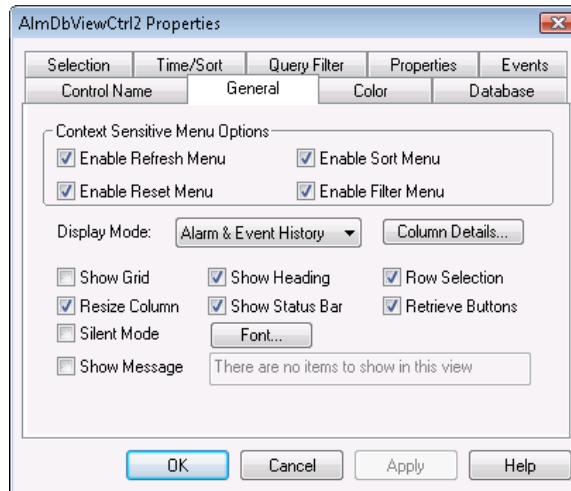 AlmDbViewCtrl2 Properties
Selection Time/Sort Query Filter Properties Events
Control Name General Color Database
Context Sensitive Menu Options
Enable Refresh Menu Enable Sort Menu
Enable Reset Menu Enable Filter Menu
Display Mode: Alarm & Event History Column Details...
Show Grid Show Heading Row Selection
Resize Column Show Status Bar Retrieve Buttons
Silent Mode Font...
Show Message There are no items to show in this view
OK Cancel Apply Help